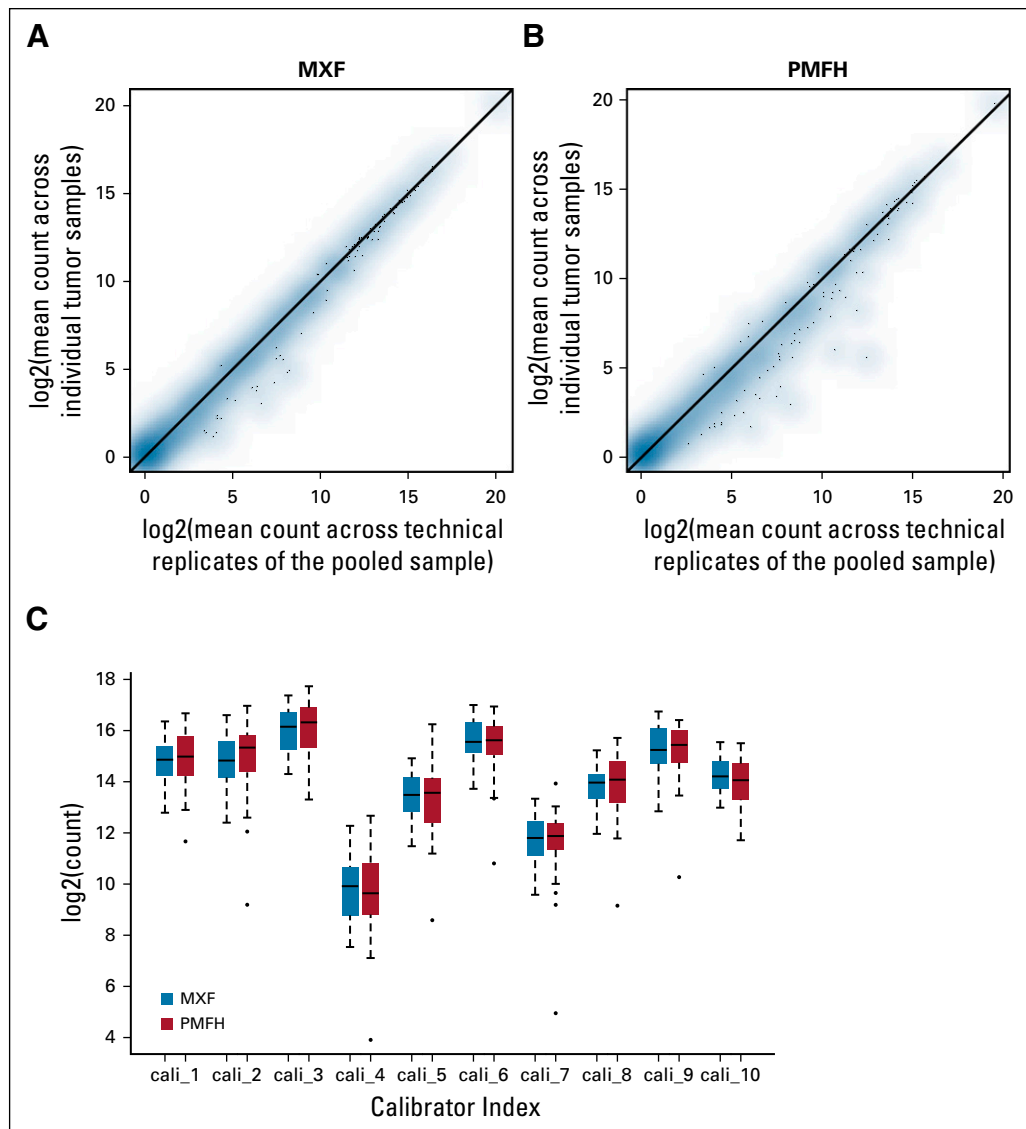 A
MXF
log2(mean count across
individual tumor samples)
20
15
10
5
0
0 5 10 15 20
log2(mean count across technical
replicates of the pooled sample)
B
PMFH
log2(mean count across
individual tumor samples)
20
15
10
5
0
0 5 10 15 20
log2(mean count across technical
replicates of the pooled sample)
C
log2(count)
18
16
14
12
10
8
6
4
MXF
PMFH
cali_1 cali_2 cali_3 cali_4 cali_5 cali_6 cali_7 cali_8 cali_9 cali_10
Calibrator Index